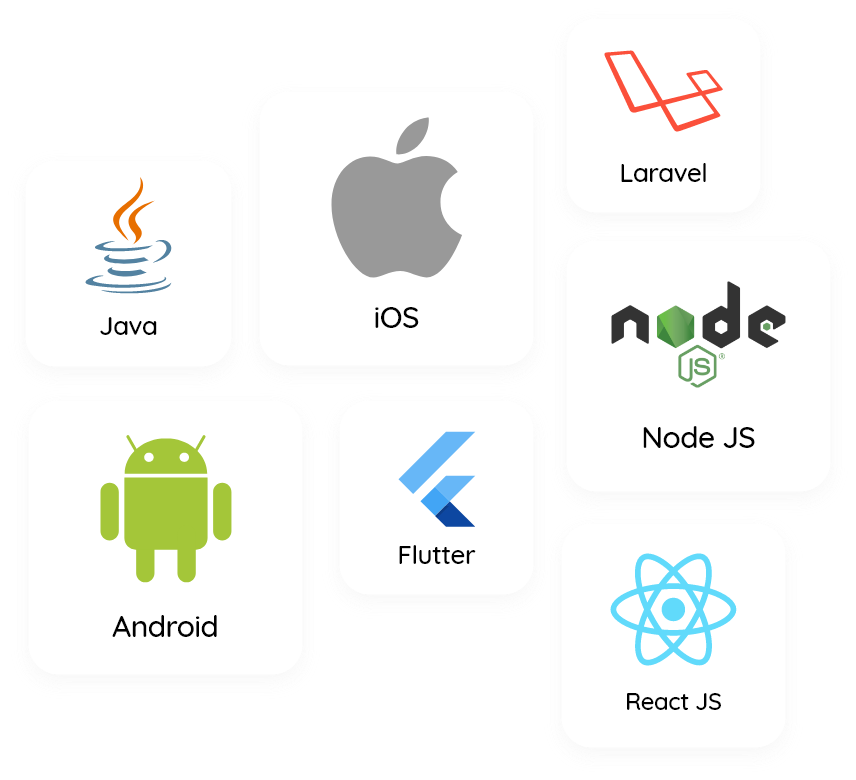 Laravel
Java
iOS
node
JS®
Node JS
Android
Flutter
React JS